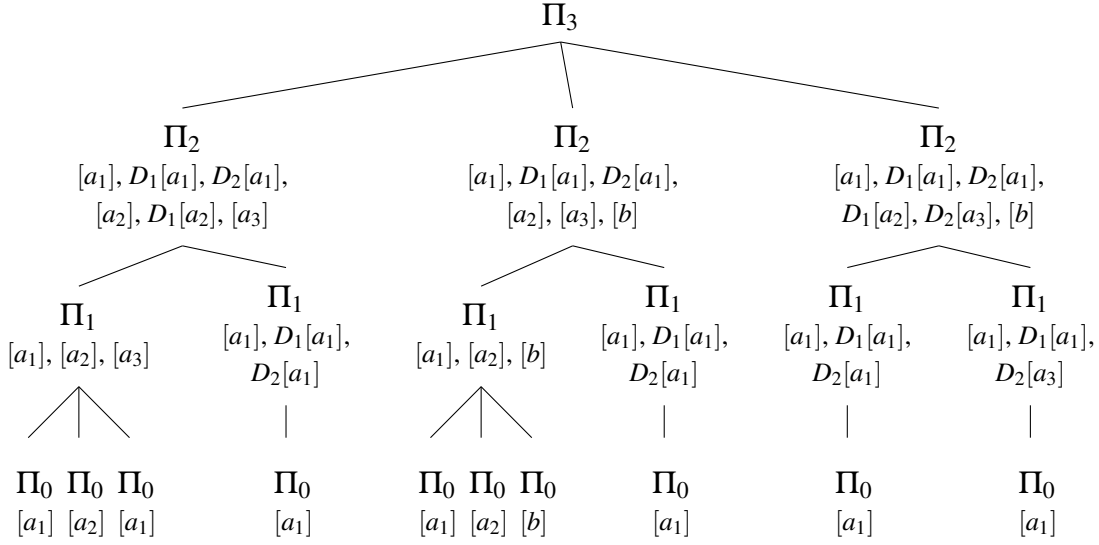 Π₃
Π₂ Π₂ Π₂
[a₁], D₁[a₁], D₂[a₁], [a₁], D₁[a₁], D₂[a₁], [a₁], D₁[a₁], D₂[a₁],
[a₂], D₁[a₂], [a₃] [a₂], [a₃], [b] D₁[a₂], D₂[a₃], [b]
Π₁ Π₁ Π₁ Π₁ Π₁ Π₁
[a₁], [a₂], [a₃] [a₁], D₁[a₁], [a₁], [a₂], [b] [a₁], D₁[a₁], [a₁], D₁[a₁], [a₁], D₁[a₁],
D₂[a₁] D₂[a₁] D₂[a₁] D₂[a₃]
Π₀ Π₀ Π₀ Π₀ Π₀ Π₀ Π₀ Π₀ Π₀ Π₀
[a₁] [a₂] [a₁] [a₁] [a₁] [a₂] [b] [a₁] [a₁] [a₁]